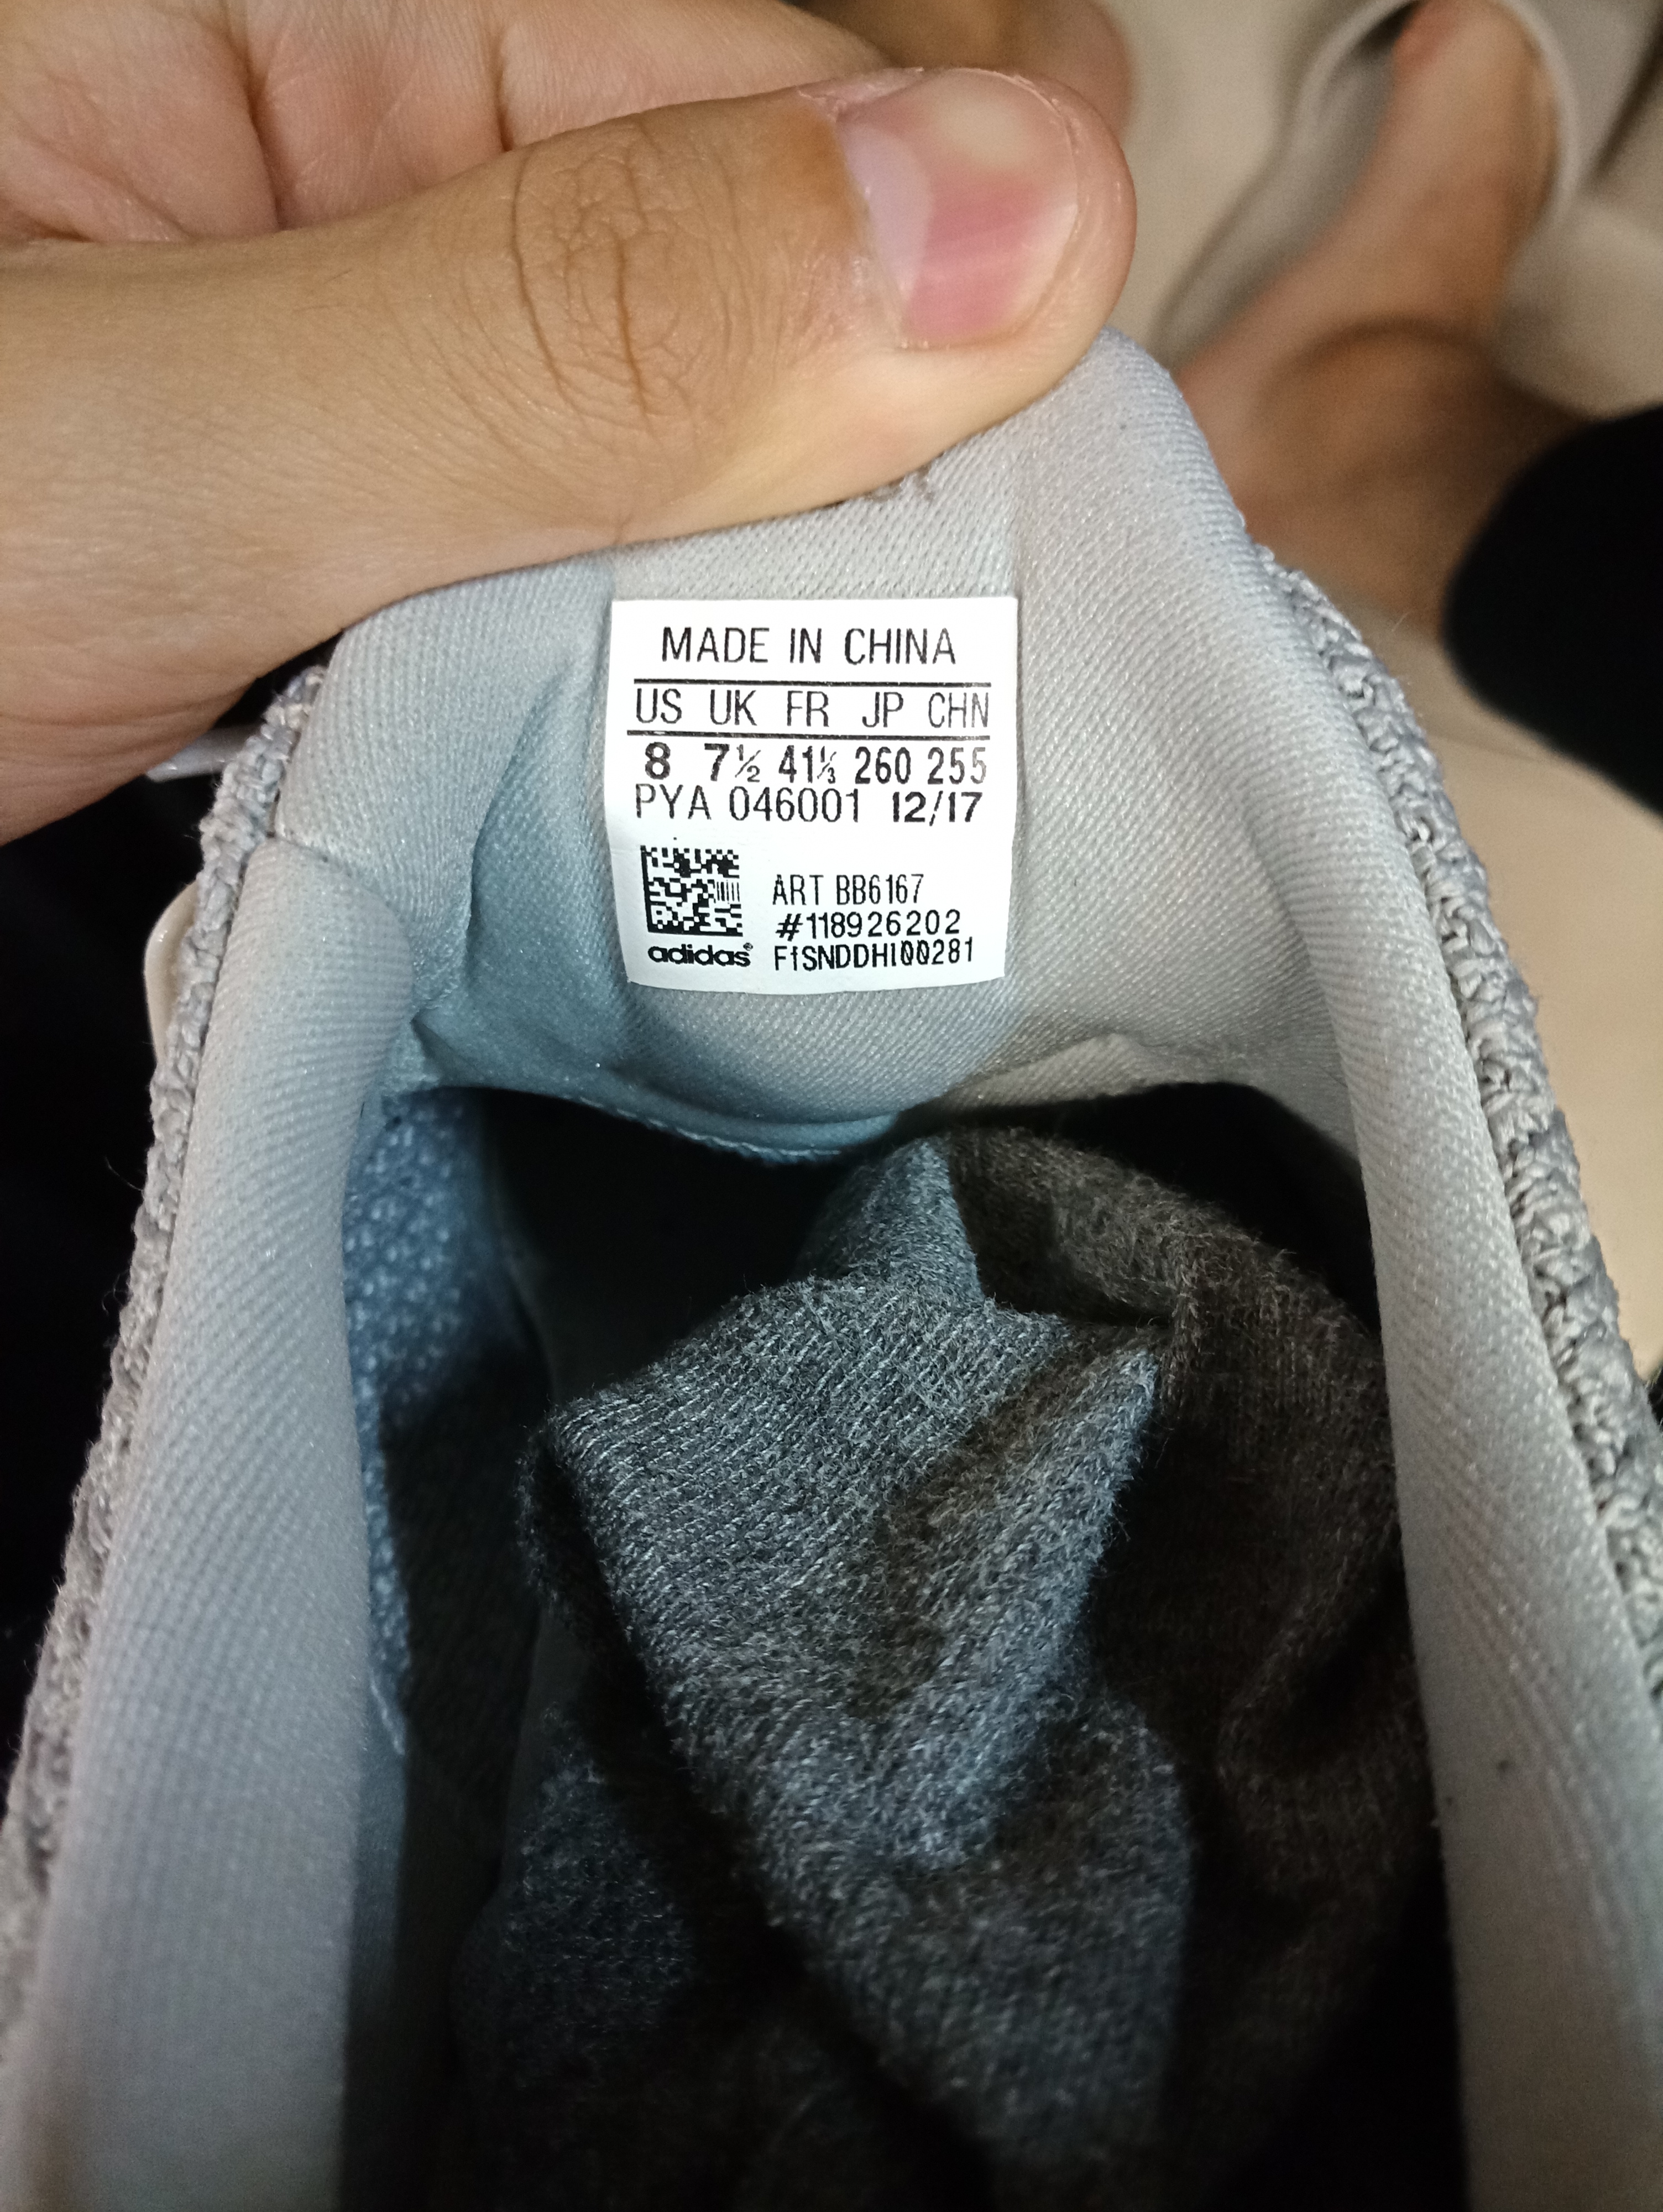 MADE IN CHINA
US UK FR JP CHN
8 7½ 41⅓ 260 255
PYA 046001 12/17
ART BB6167
#118926202
adidas® F1SNDDHI00281